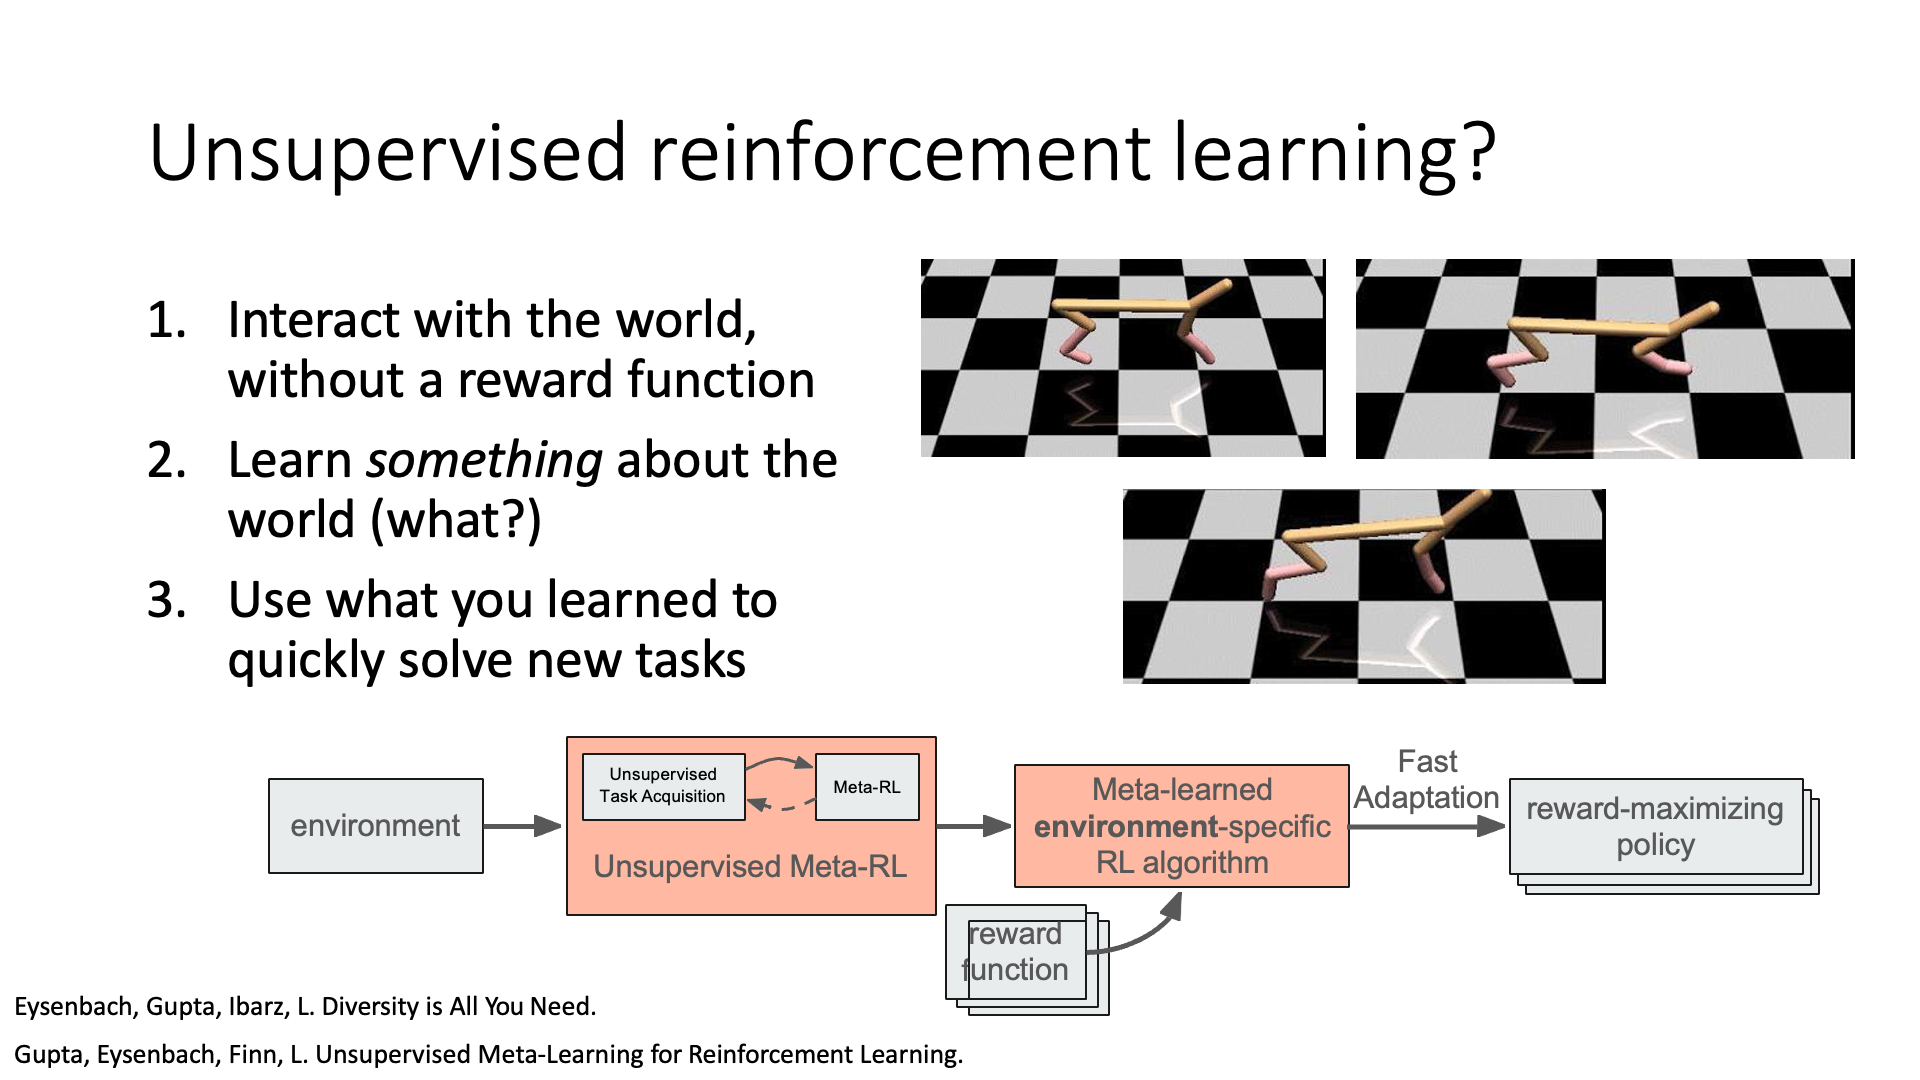 Unsupervised reinforcement learning?
1. Interact with the world,
without a reward function
2. Learn something about the
world (what?)
3. Use what you learned to
quickly solve new tasks
environment
Unsupervised
Task Acquisition
Meta-RL
Unsupervised Meta-RL
Meta-learned
environment-specific
RL algorithm
Fast
Adaptation
reward-maximizing
policy
reward
function
Eysenbach, Gupta, Ibarz, L. Diversity is All You Need.
Gupta, Eysenbach, Finn, L. Unsupervised Meta-Learning for Reinforcement Learning.